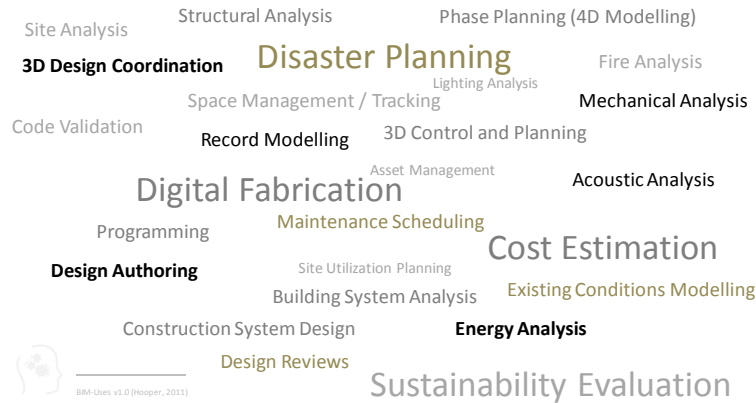 Structural Analysis
Phase Planning (4D Modelling)
Site Analysis
Disaster Planning
3D Design Coordination
Fire Analysis
Lighting Analysis
Space Management / Tracking
Mechanical Analysis
Code Validation
Record Modelling
3D Control and Planning
Asset Management
Digital Fabrication
Acoustic Analysis
Maintenance Scheduling
Programming
Cost Estimation
Design Authoring
Site Utilization Planning
Building System Analysis
Existing Conditions Modelling
Construction System Design
Energy Analysis
Design Reviews
Sustainability Evaluation
BIM-Uses v1.0 (Hooper, 2011)